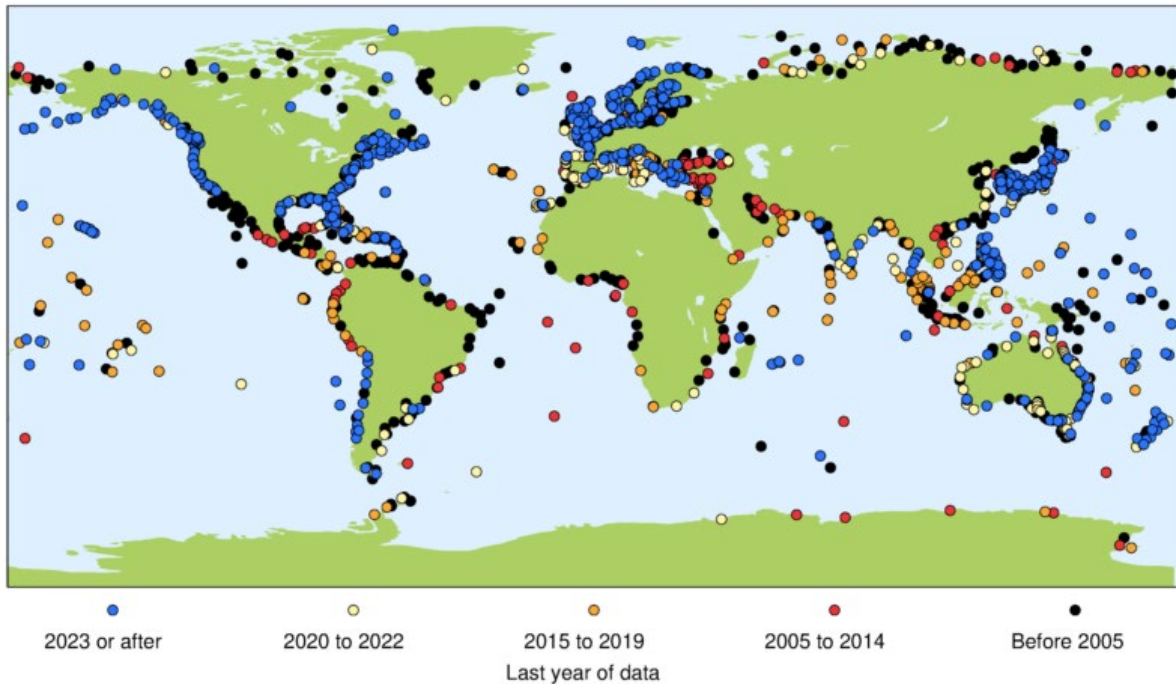 2023 or after
2020 to 2022
2015 to 2019
2005 to 2014
Before 2005
Last year of data